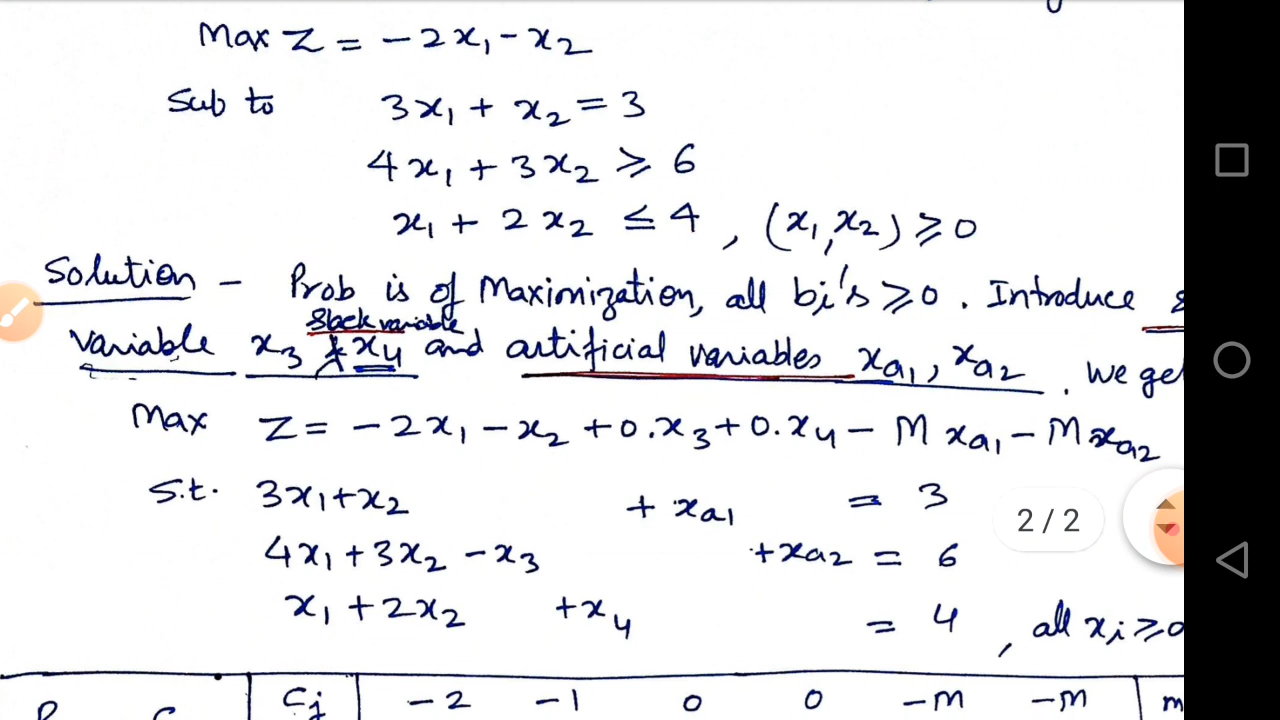 Max Z = -2x₁ - x₂
Sub to 3x₁ + x₂ = 3
4x₁ + 3x₂ ⩾ 6
x₁ + 2x₂ ≤ 4, (x₁, x₂) ⩾ 0
Solution - Prob is of Maximization, all bi's ⩾ 0. Introduce
Slack variable
variable x₃ & x₄ and artificial variables xa₁, xa₂. We ge
Max Z = -2x₁ - x₂ + 0.x₃ + 0.x₄ - M xa₁ - M xa₂
S.t. 3x₁ + x₂ + xa₁ = 3
2/2
4x₁ + 3x₂ - x₃ + xa₂ = 6
x₁ + 2x₂ + x₄ = 4, all xi ⩾ 0
Cj -2 -1 0 0 -M -M m